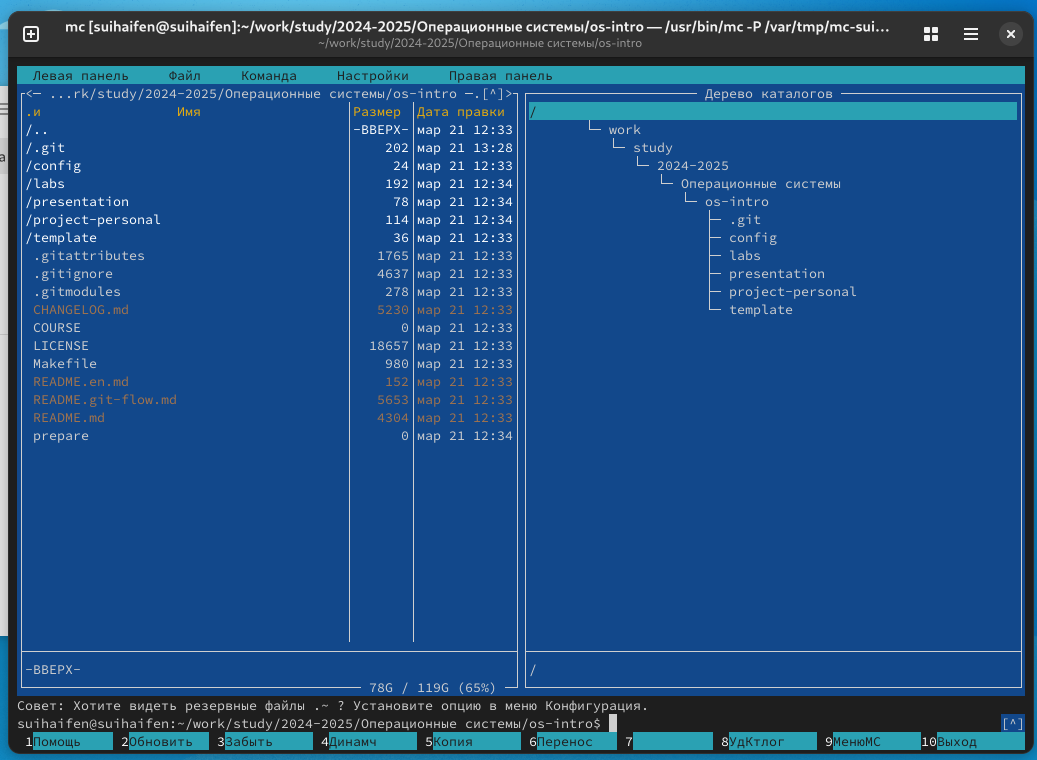 mc [suihaifen@suihaifen]:~/work/study/2024-2025/Операционные системы/os-intro — /usr/bin/mc -P /var/tmp/mc-sui…
~/work/study/2024-2025/Операционные системы/os-intro
Левая панель Файл Команда Настройки Правая панель
<— ...rk/study/2024-2025/Операционные системы/os-intro —.[^]>
.и Имя Размер Дата правки
/.. -ВВЕРХ- мар 21 12:33
/.git 202 мар 21 13:28
/config 24 мар 21 12:33
/labs 192 мар 21 12:34
/presentation 78 мар 21 12:34
/project-personal 114 мар 21 12:34
/template 36 мар 21 12:33
.gitattributes 1765 мар 21 12:33
.gitignore 4637 мар 21 12:33
.gitmodules 278 мар 21 12:33
CHANGELOG.md 5230 мар 21 12:33
COURSE 0 мар 21 12:33
LICENSE 18657 мар 21 12:33
Makefile 980 мар 21 12:33
README.en.md 152 мар 21 12:33
README.git-flow.md 5653 мар 21 12:33
README.md 4304 мар 21 12:33
prepare 0 мар 21 12:34
-ВВЕРХ-
78G / 119G (65%)
Дерево каталогов
/
work
study
2024-2025
Операционные системы
os-intro
.git
config
labs
presentation
project-personal
template
/
Совет: Хотите видеть резервные файлы .~ ? Установите опцию в меню Конфигурация.
suihaifen@suihaifen:~/work/study/2024-2025/Операционные системы/os-intro$ [^]
1Помощь 2Обновить 3Забыть 4Динамч 5Копия 6Перенос 7 8УдКтлог 9МенюMC 10Выход